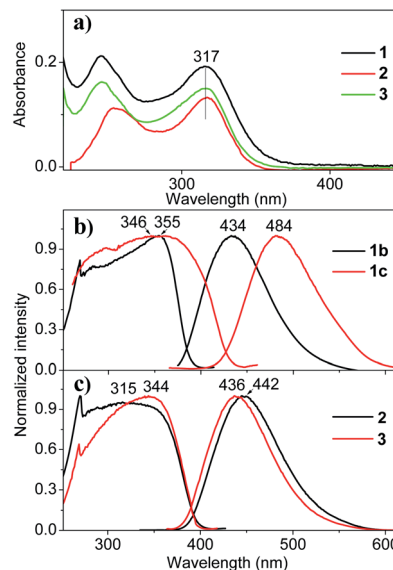 a)
317
1
2
3
0.2
0.0
Absorbance
300 400
Wavelength (nm)
b)
346 355 434 484
1b
1c
0.9
0.6
0.3
0.0
c)
315 344 436 442
2
3
0.9
0.6
0.3
0.0
Normalized intensity
300 400 500 600
Wavelength (nm)